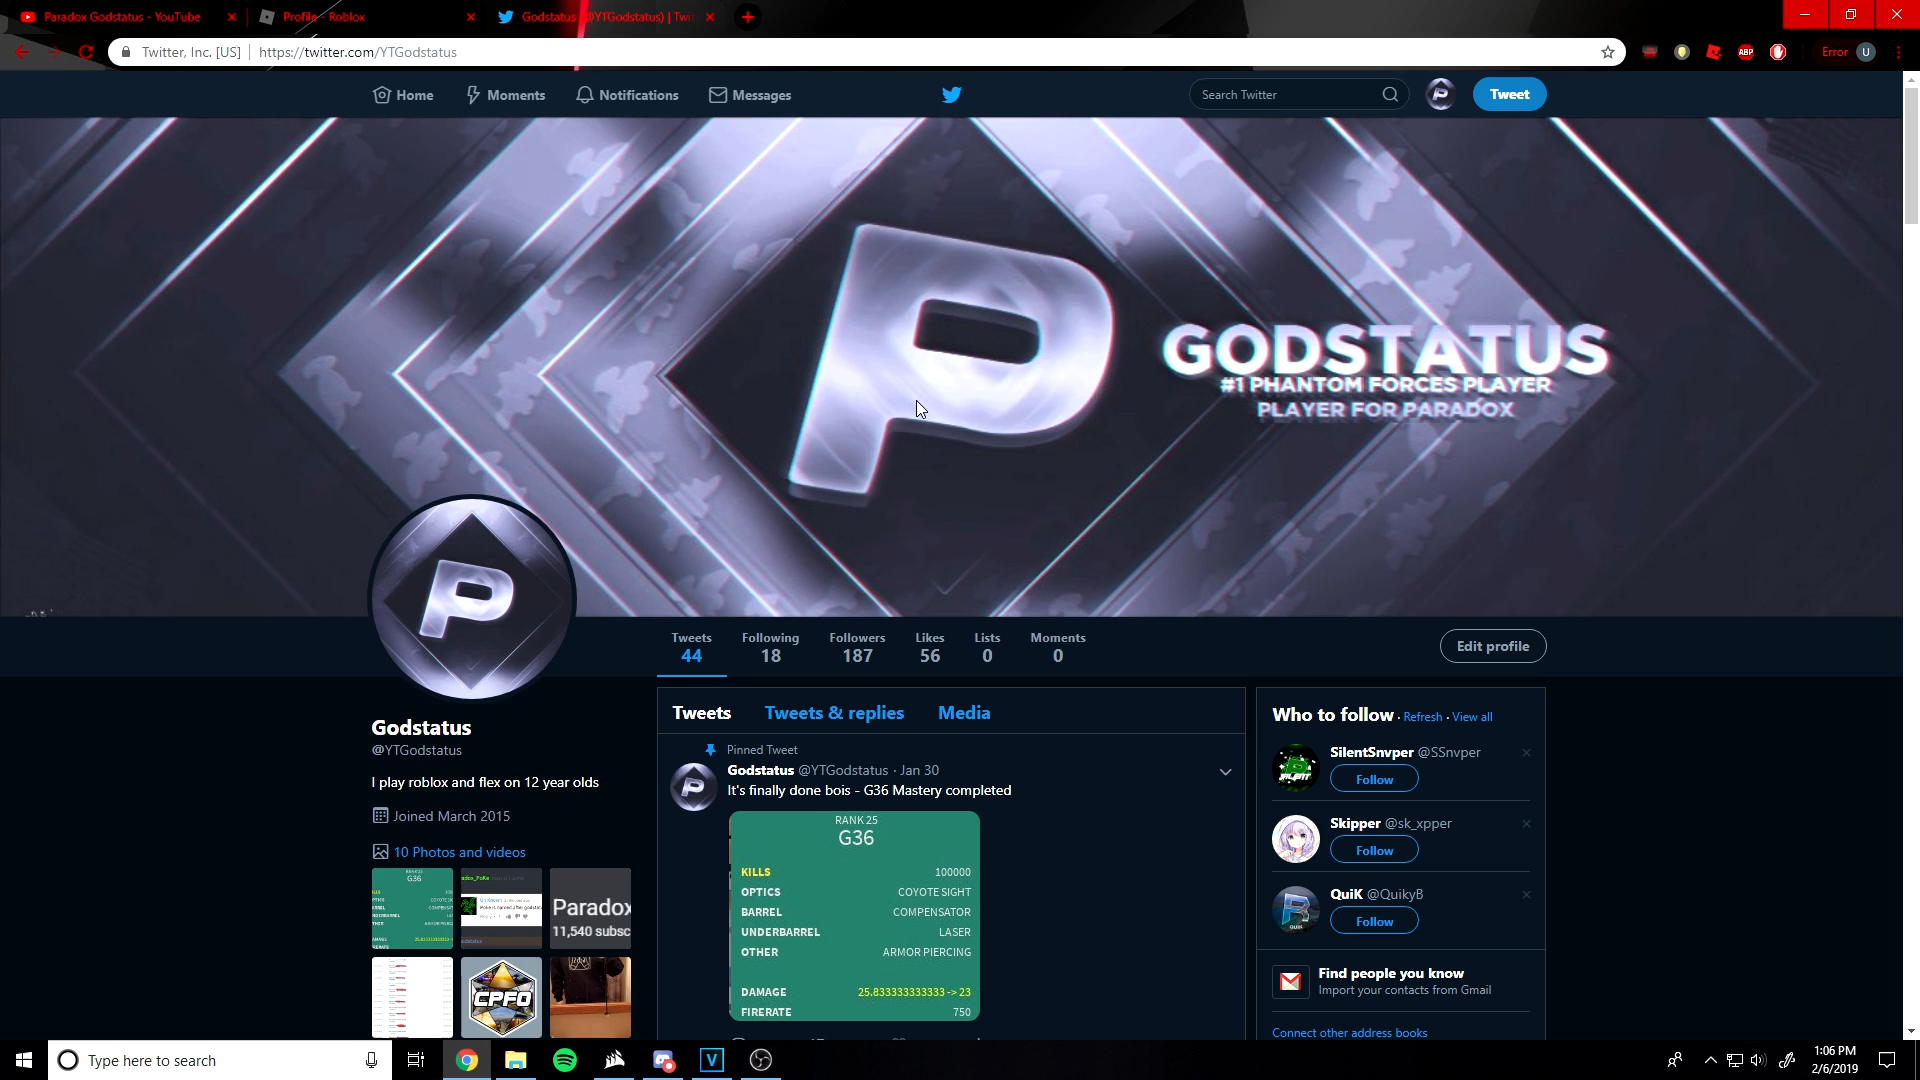 Paradox Godstatus - YouTube
Profile - Roblox
Godstatus (@YTGodstatus) | Twi
Twitter, Inc. [US]
https://twitter.com/YTGodstatus
ABP
Error
U
Home
Moments
Notifications
Messages
Search Twitter
P
Tweet
P
GODSTATUS
#1 PHANTOM FORCES PLAYER
PLAYER FOR PARADOX
P
Tweets
44
Following
18
Followers
187
Likes
56
Lists
0
Moments
0
Edit profile
Godstatus
@YTGodstatus
I play roblox and flex on 12 year olds
Joined March 2015
10 Photos and videos
G36
Paradox
11,540 subsc
CPFO
Tweets
Tweets & replies
Media
Pinned Tweet
P
Godstatus @YTGodstatus · Jan 30
It's finally done bois - G36 Mastery completed
RANK 25
G36
KILLS 100000
OPTICS COYOTE SIGHT
BARREL COMPENSATOR
UNDERBARREL LASER
OTHER ARMOR PIERCING
DAMAGE 25.833333333333 -> 23
FIRERATE 750
Who to follow · Refresh · View all
SilentSnvper @SSnvper
Follow
Skipper @sk_xpper
Follow
QuiK @QuikyB
Follow
Find people you know
Import your contacts from Gmail
Connect other address books
Type here to search
V
1:06 PM
2/6/2019